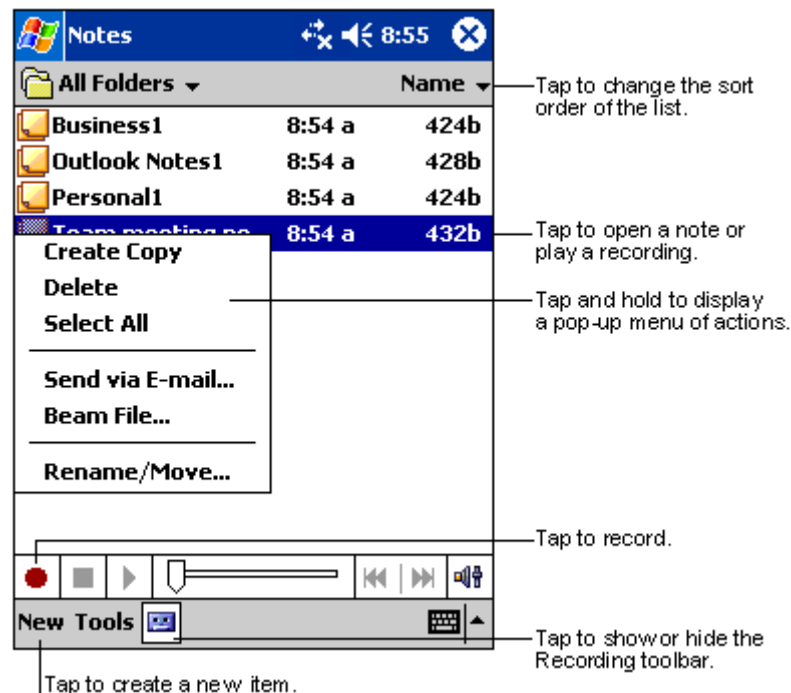 Notes 8:55
All Folders Name
Tap to change the sort
order of the list.
Business1 8:54 a 424b
Outlook Notes1 8:54 a 428b
Personal1 8:54 a 424b
Team meeting no... 8:54 a 432b
Tap to open a note or
play a recording.
Create Copy
Delete
Select All
Tap and hold to display
a pop-up menu of actions.
Send via E-mail...
Beam File...
Rename/Move...
Tap to record.
New Tools
Tap to show or hide the
Recording toolbar.
Tap to create a new item.